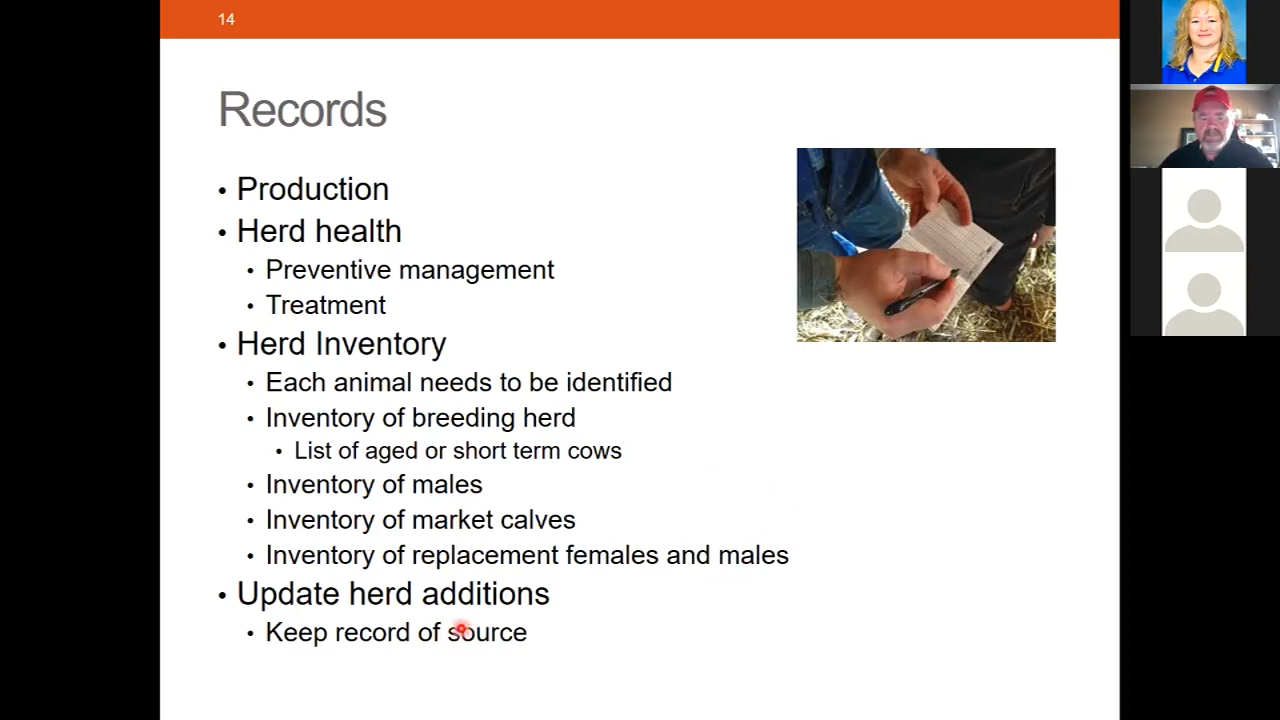 14
Records
• Production
• Herd health
• Preventive management
• Treatment
• Herd Inventory
• Each animal needs to be identified
• Inventory of breeding herd
• List of aged or short term cows
• Inventory of males
• Inventory of market calves
• Inventory of replacement females and males
• Update herd additions
• Keep record of source